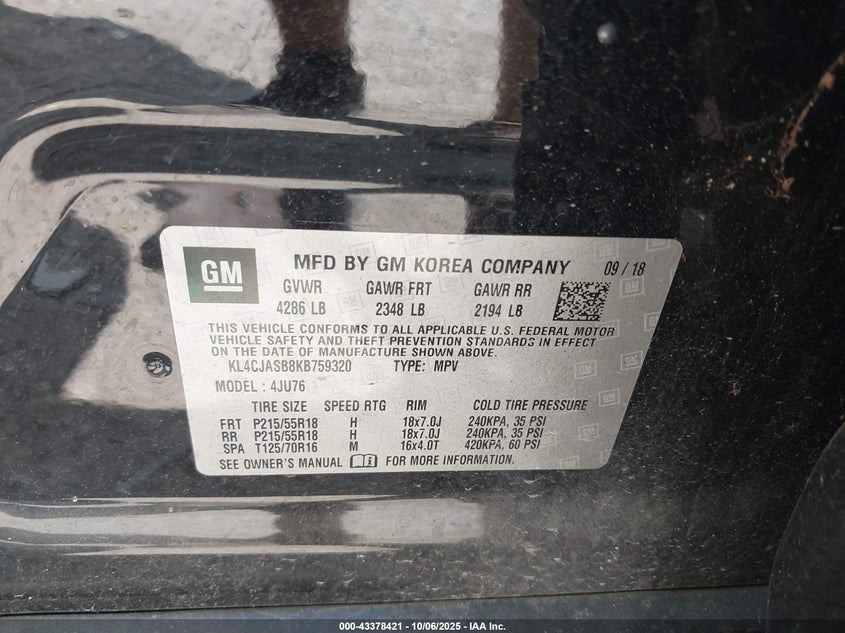 GM
MFD BY GM KOREA COMPANY 09 / 18
GVWR GAWR FRT GAWR RR
4286 LB 2348 LB 2194 LB
THIS VEHICLE CONFORMS TO ALL APPLICABLE U.S. FEDERAL MOTOR
VEHICLE SAFETY AND THEFT PREVENTION STANDARDS IN EFFECT
ON THE DATE OF MANUFACTURE SHOWN ABOVE.
KL4CJASB8KB759320 TYPE: MPV
MODEL : 4JU76
TIRE SIZE SPEED RTG RIM COLD TIRE PRESSURE
FRT P215/55R18 H 18x7.0J 240KPA, 35 PSI
RR P215/55R18 H 18x7.0J 240KPA, 35 PSI
SPA T125/70R16 M 16x4.0T 420KPA, 60 PSI
SEE OWNER'S MANUAL FOR MORE INFORMATION.
000-43378421 - 10/06/2025 - IAA Inc.